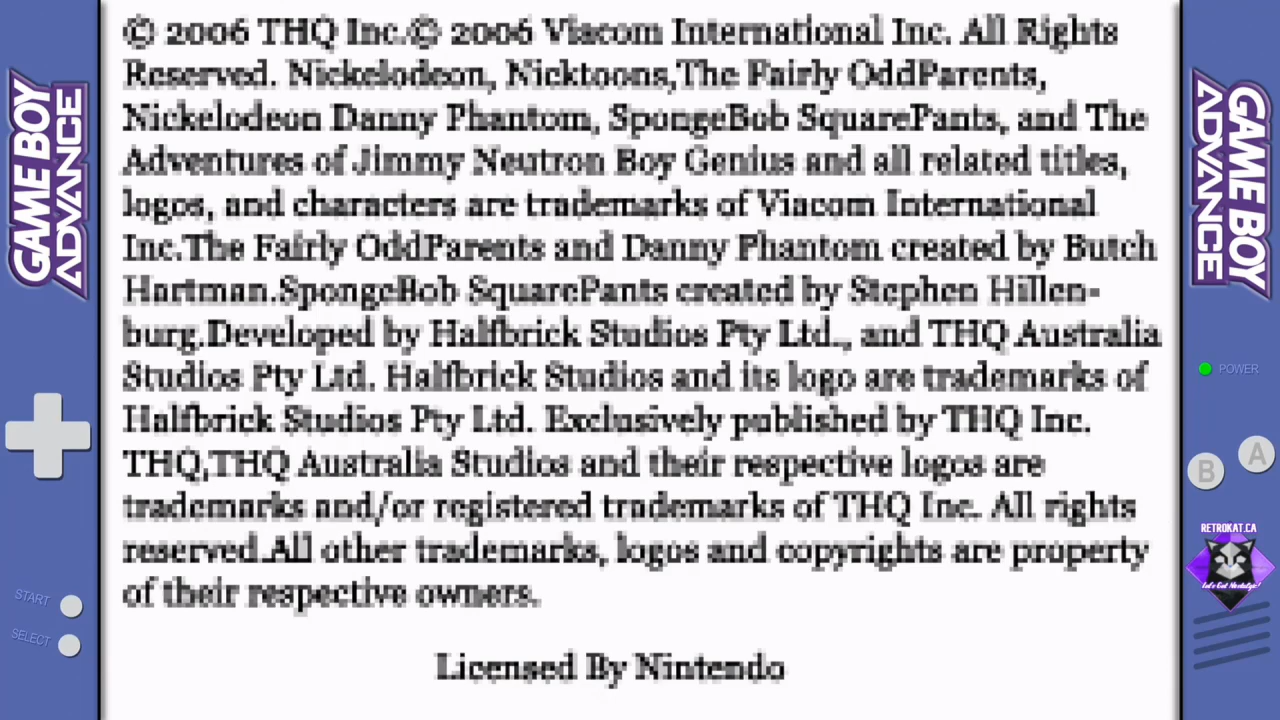 © 2006 THQ Inc.© 2006 Viacom International Inc. All Rights
Reserved. Nickelodeon, Nicktoons,The Fairly OddParents,
Nickelodeon Danny Phantom, SpongeBob SquarePants, and The
Adventures of Jimmy Neutron Boy Genius and all related titles,
logos, and characters are trademarks of Viacom International
Inc.The Fairly OddParents and Danny Phantom created by Butch
Hartman.SpongeBob SquarePants created by Stephen Hillen-
burg.Developed by Halfbrick Studios Pty Ltd., and THQ Australia
Studios Pty Ltd. Halfbrick Studios and its logo are trademarks of
Halfbrick Studios Pty Ltd. Exclusively published by THQ Inc.
THQ,THQ Australia Studios and their respective logos are
trademarks and/or registered trademarks of THQ Inc. All rights
reserved.All other trademarks, logos and copyrights are property
of their respective owners.
Licensed By Nintendo
GAME BOY
ADVANCE
START
SELECT
GAME BOY
ADVANCE
POWER
B
A
RETROKAT.CA
Let's Get Nostalgic!